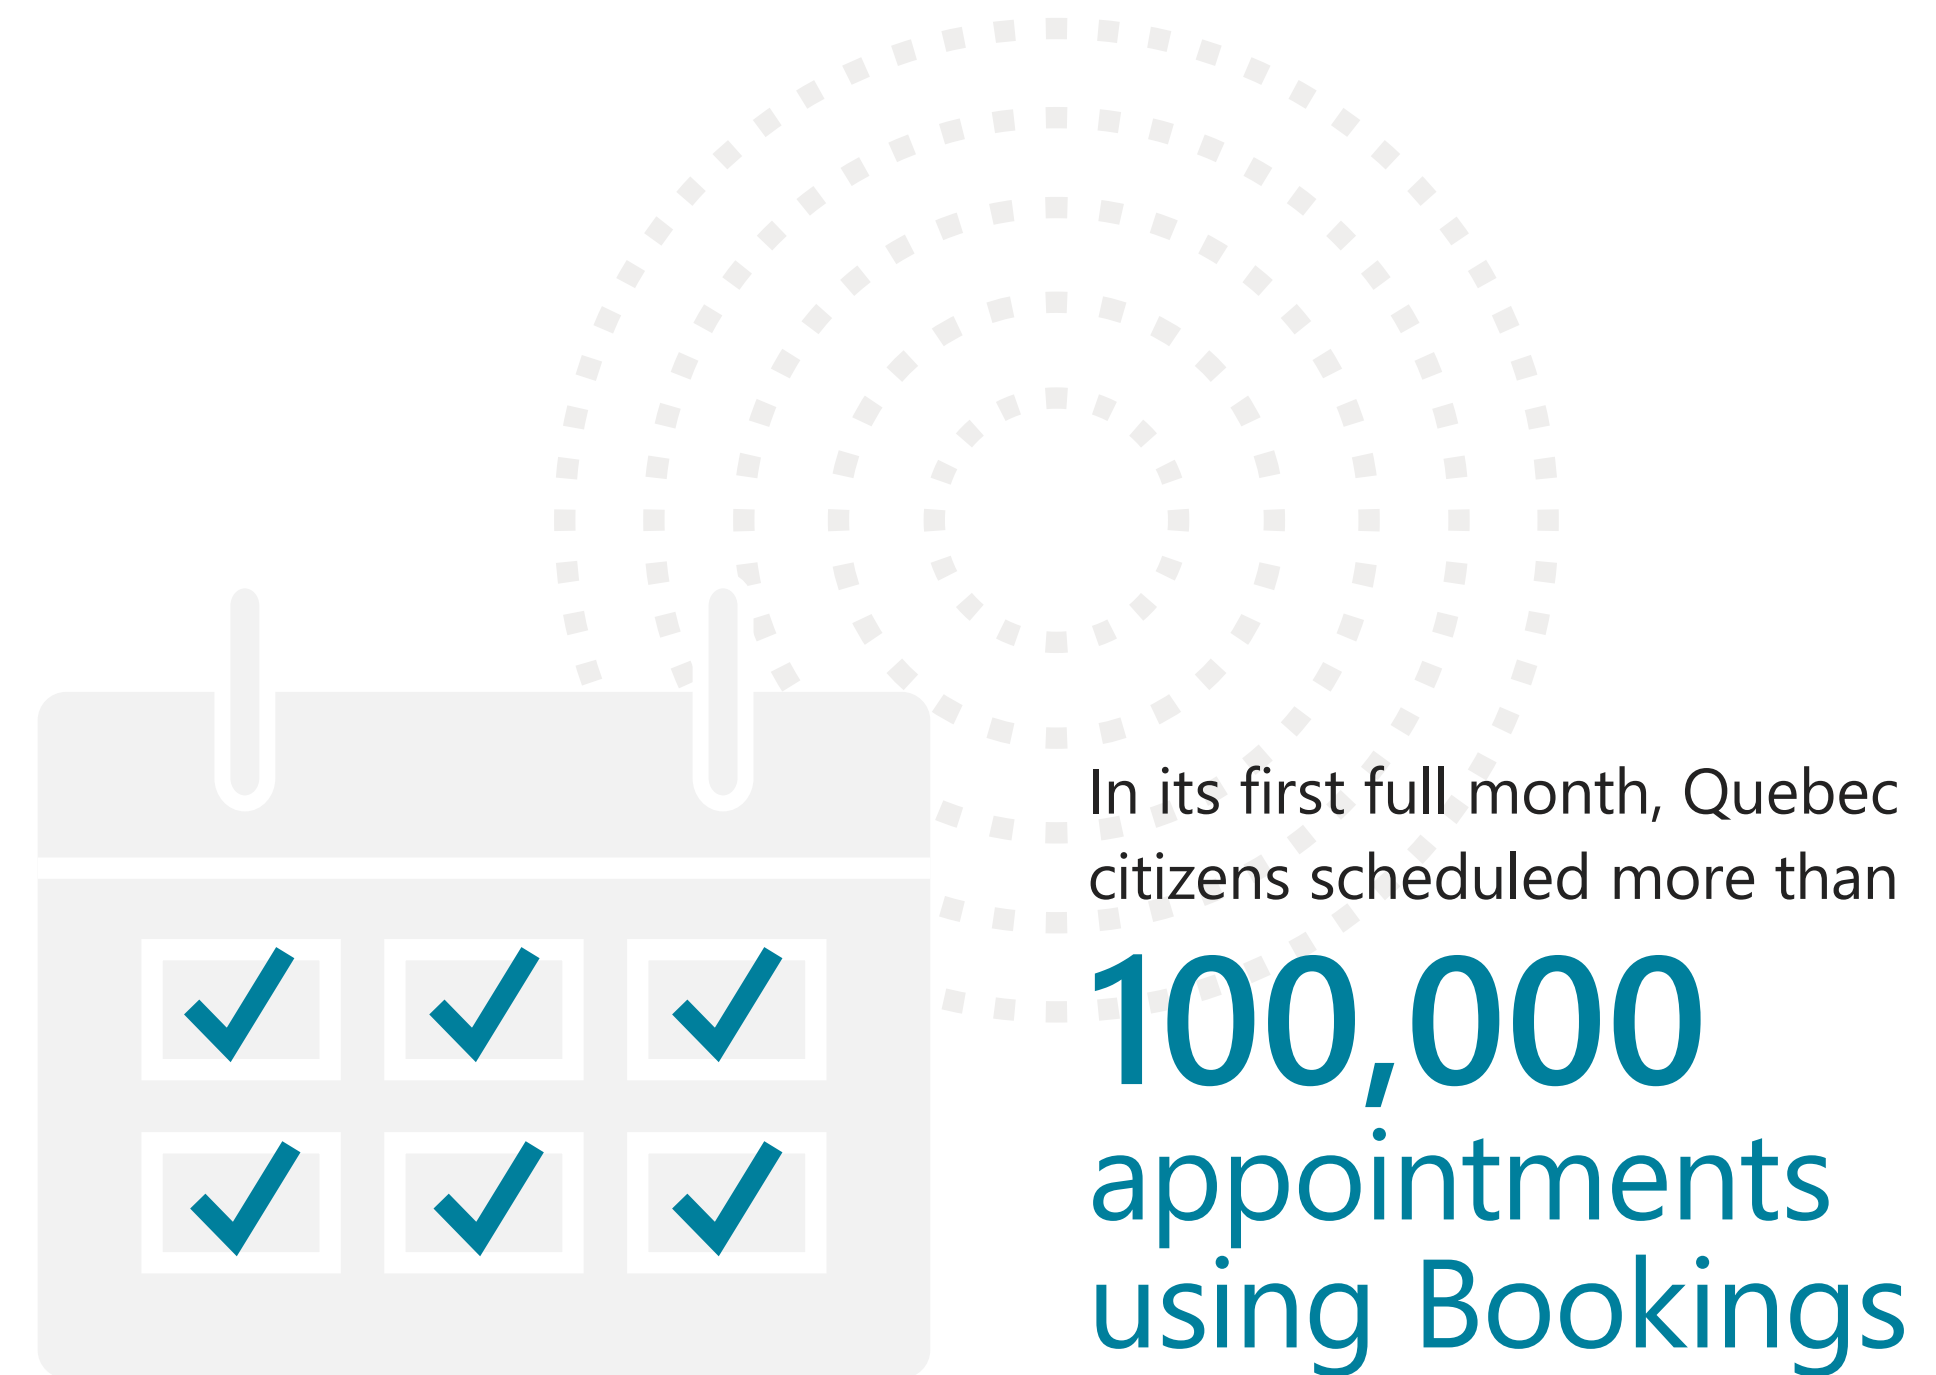 In its first full month, Quebec
citizens scheduled more than
100,000
appointments
using Bookings